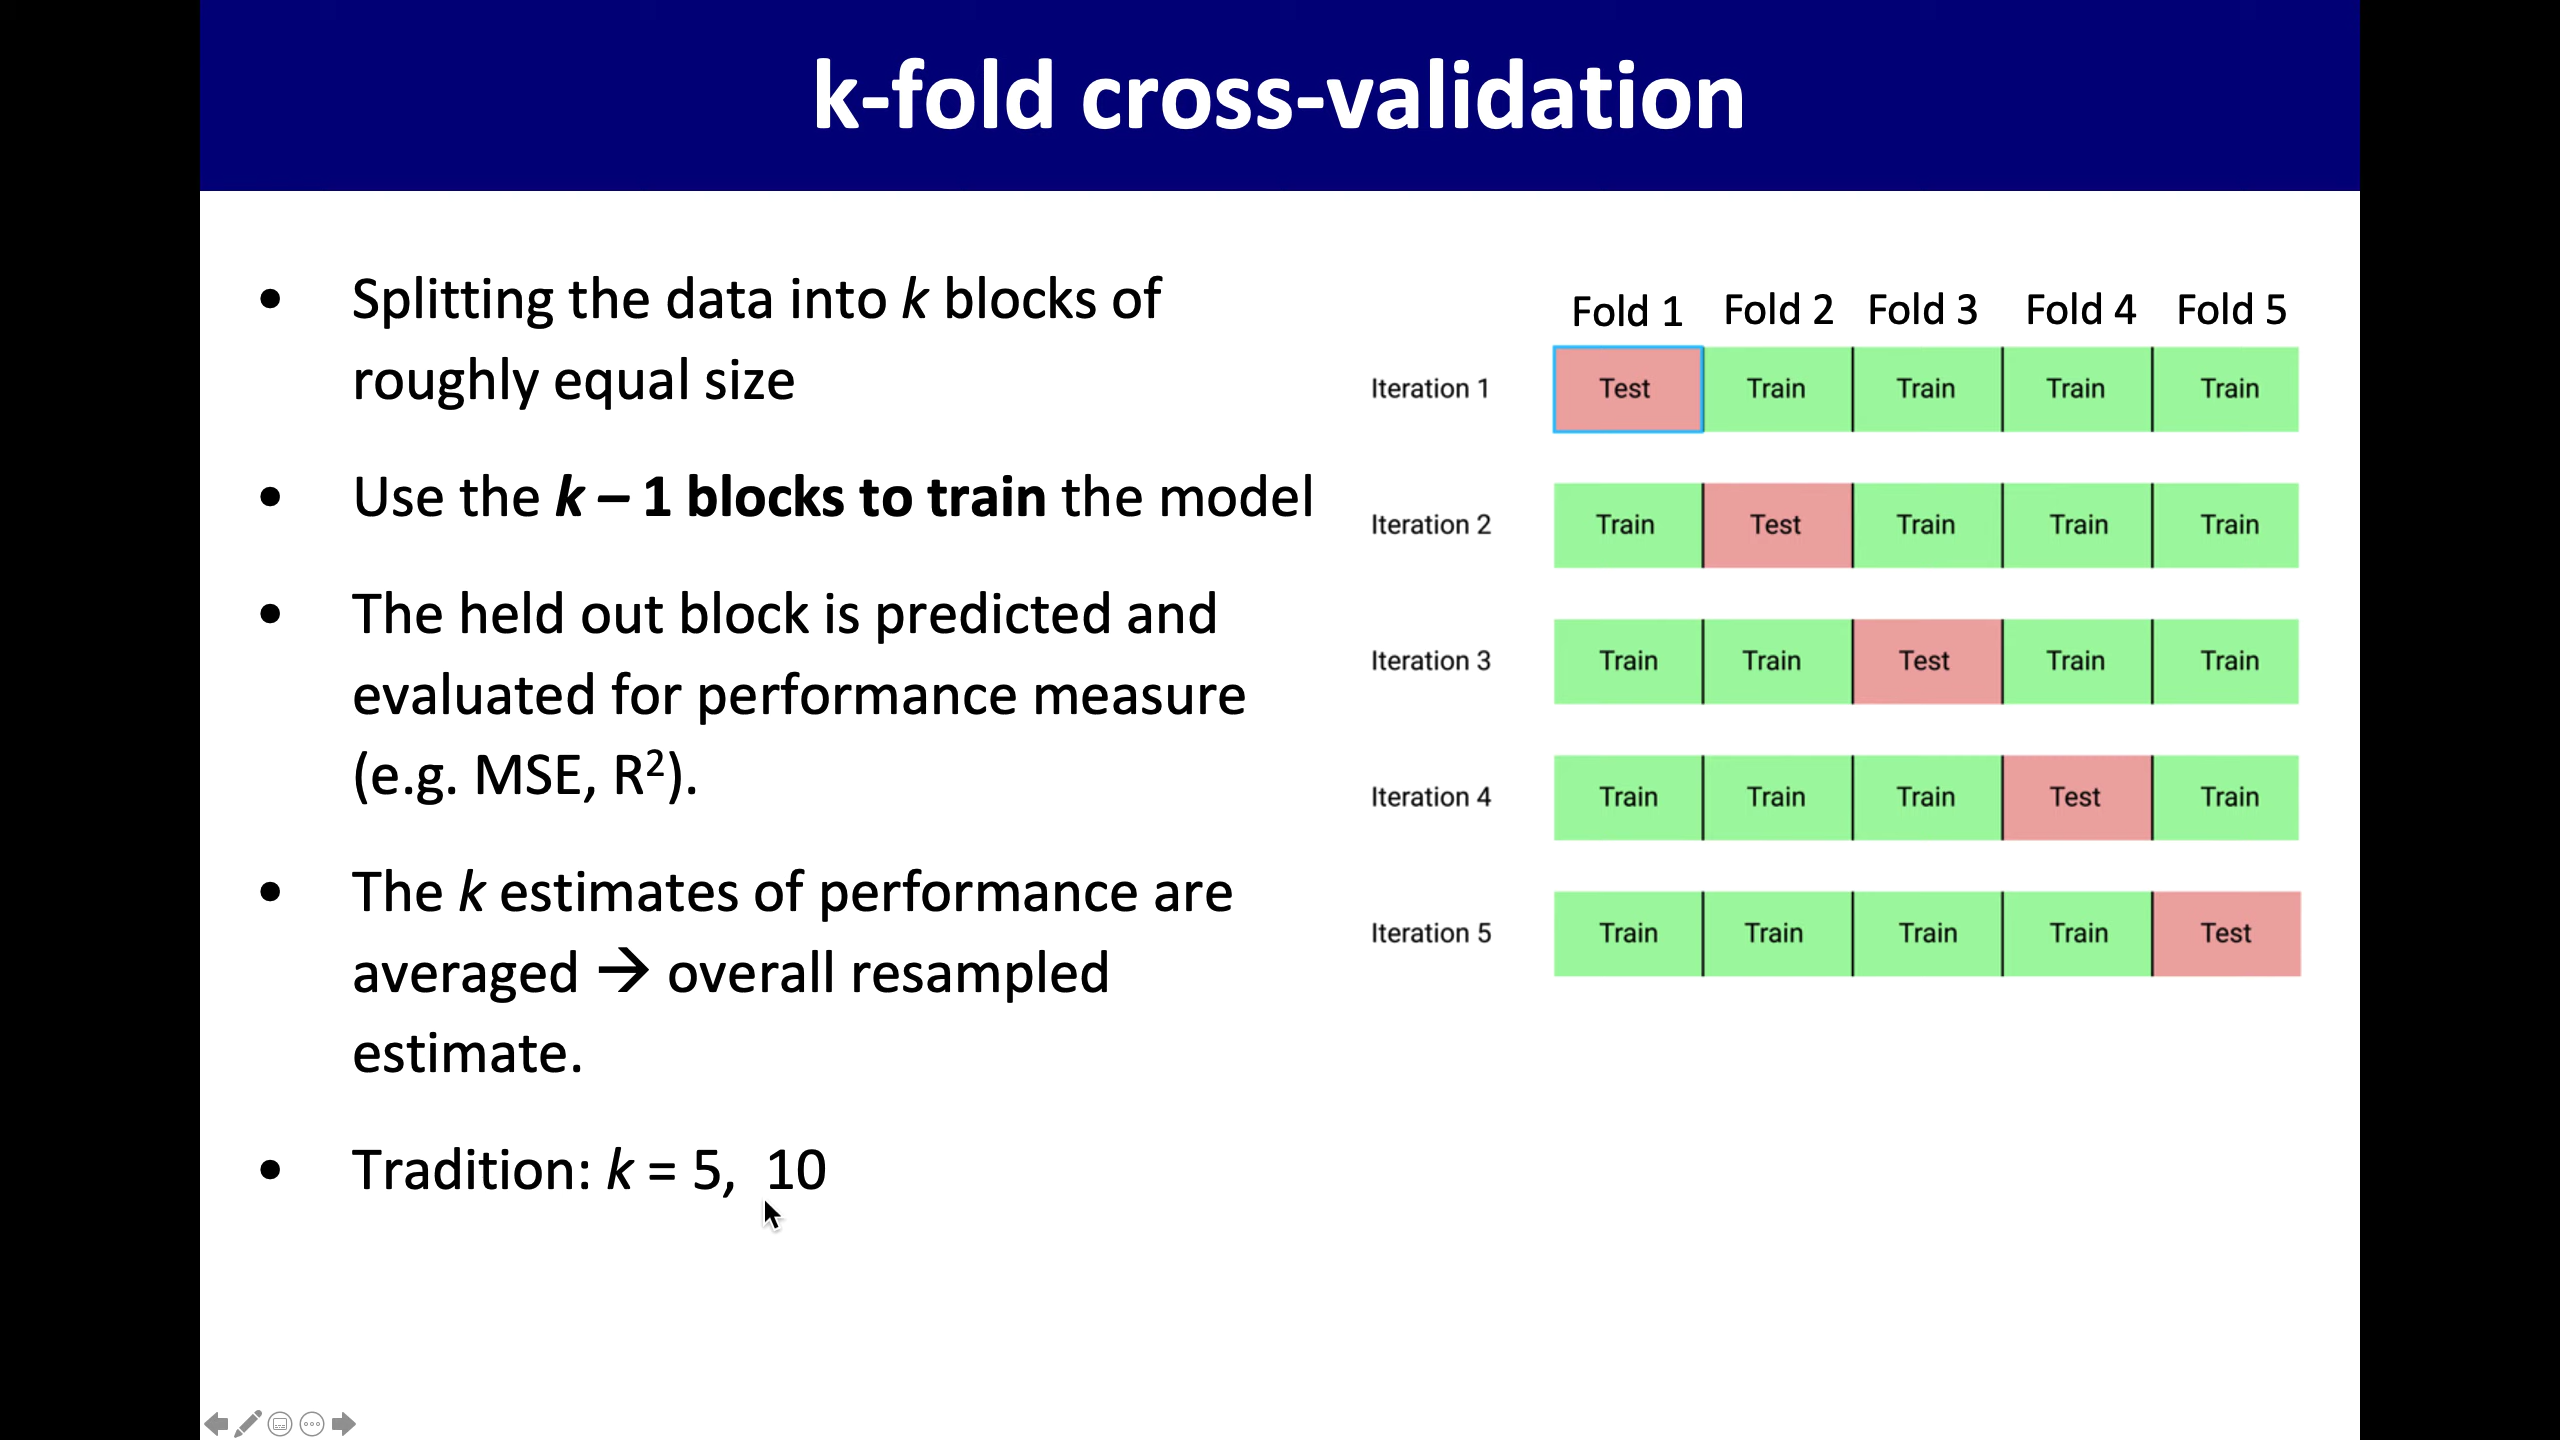 k-fold cross-validation
• Splitting the data into k blocks of
roughly equal size
• Use the k – 1 blocks to train the model
• The held out block is predicted and
evaluated for performance measure
(e.g. MSE, R²).
• The k estimates of performance are
averaged → overall resampled
estimate.
• Tradition: k = 5, 10
Fold 1 Fold 2 Fold 3 Fold 4 Fold 5
Iteration 1 Test Train Train Train Train
Iteration 2 Train Test Train Train Train
Iteration 3 Train Train Test Train Train
Iteration 4 Train Train Train Test Train
Iteration 5 Train Train Train Train Test